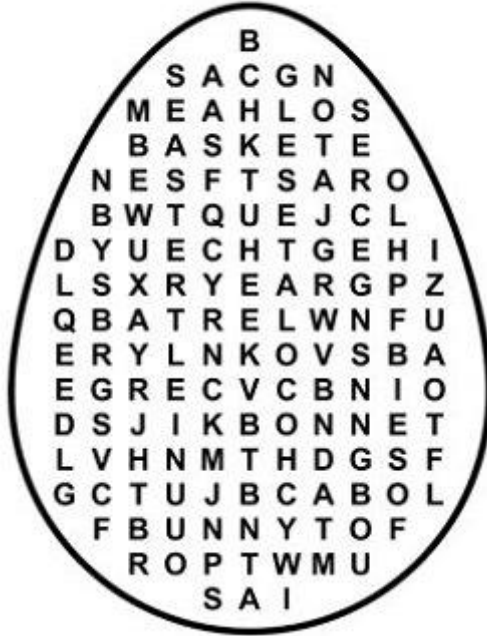 B
S A C G N
M E A H L O S
B A S K E T E
N E S F T S A R O
B W T Q U E J C L
D Y U E C H T G E H I
L S X R Y E A R G P Z
Q B A T R E L W N F U
E R Y L N K O V S B A
E G R E C V C B N I O
D S J I K B O N N E T
L V H N M T H D G S F
G C T U J B C A B O L
F B U N N Y T O F
R O P T W M U
S A I